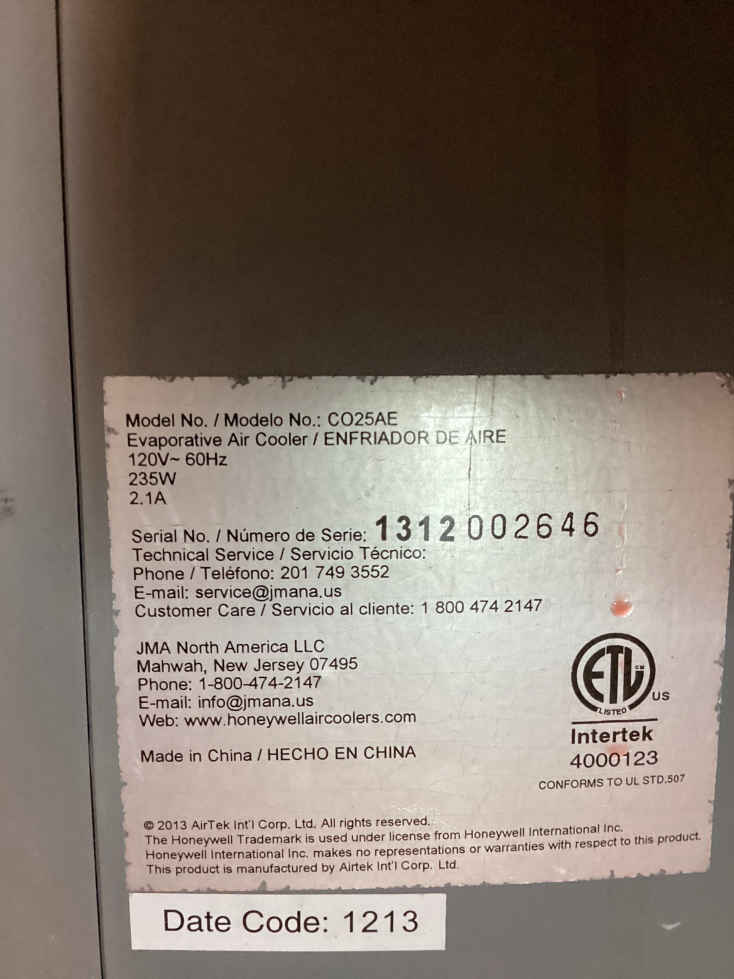 Model No. / Modelo No.: CO25AE
Evaporative Air Cooler / ENFRIADOR DE AIRE
120V~ 60Hz
235W
2.1A
Serial No. / Número de Serie: 1312002646
Technical Service / Servicio Técnico:
Phone / Teléfono: 201 749 3552
E-mail: service@jmana.us
Customer Care / Servicio al cliente: 1 800 474 2147
JMA North America LLC
Mahwah, New Jersey 07495
Phone: 1-800-474-2147
E-mail: info@jmana.us
Web: www.honeywellaircoolers.com
Made in China / HECHO EN CHINA
ETL CM
US
LISTED
Intertek
4000123
CONFORMS TO UL STD.507
© 2013 AirTek Int'l Corp. Ltd. All rights reserved.
The Honeywell Trademark is used under license from Honeywell International Inc.
Honeywell International Inc. makes no representations or warranties with respect to this product.
This product is manufactured by Airtek Int'l Corp. Ltd.
Date Code: 1213